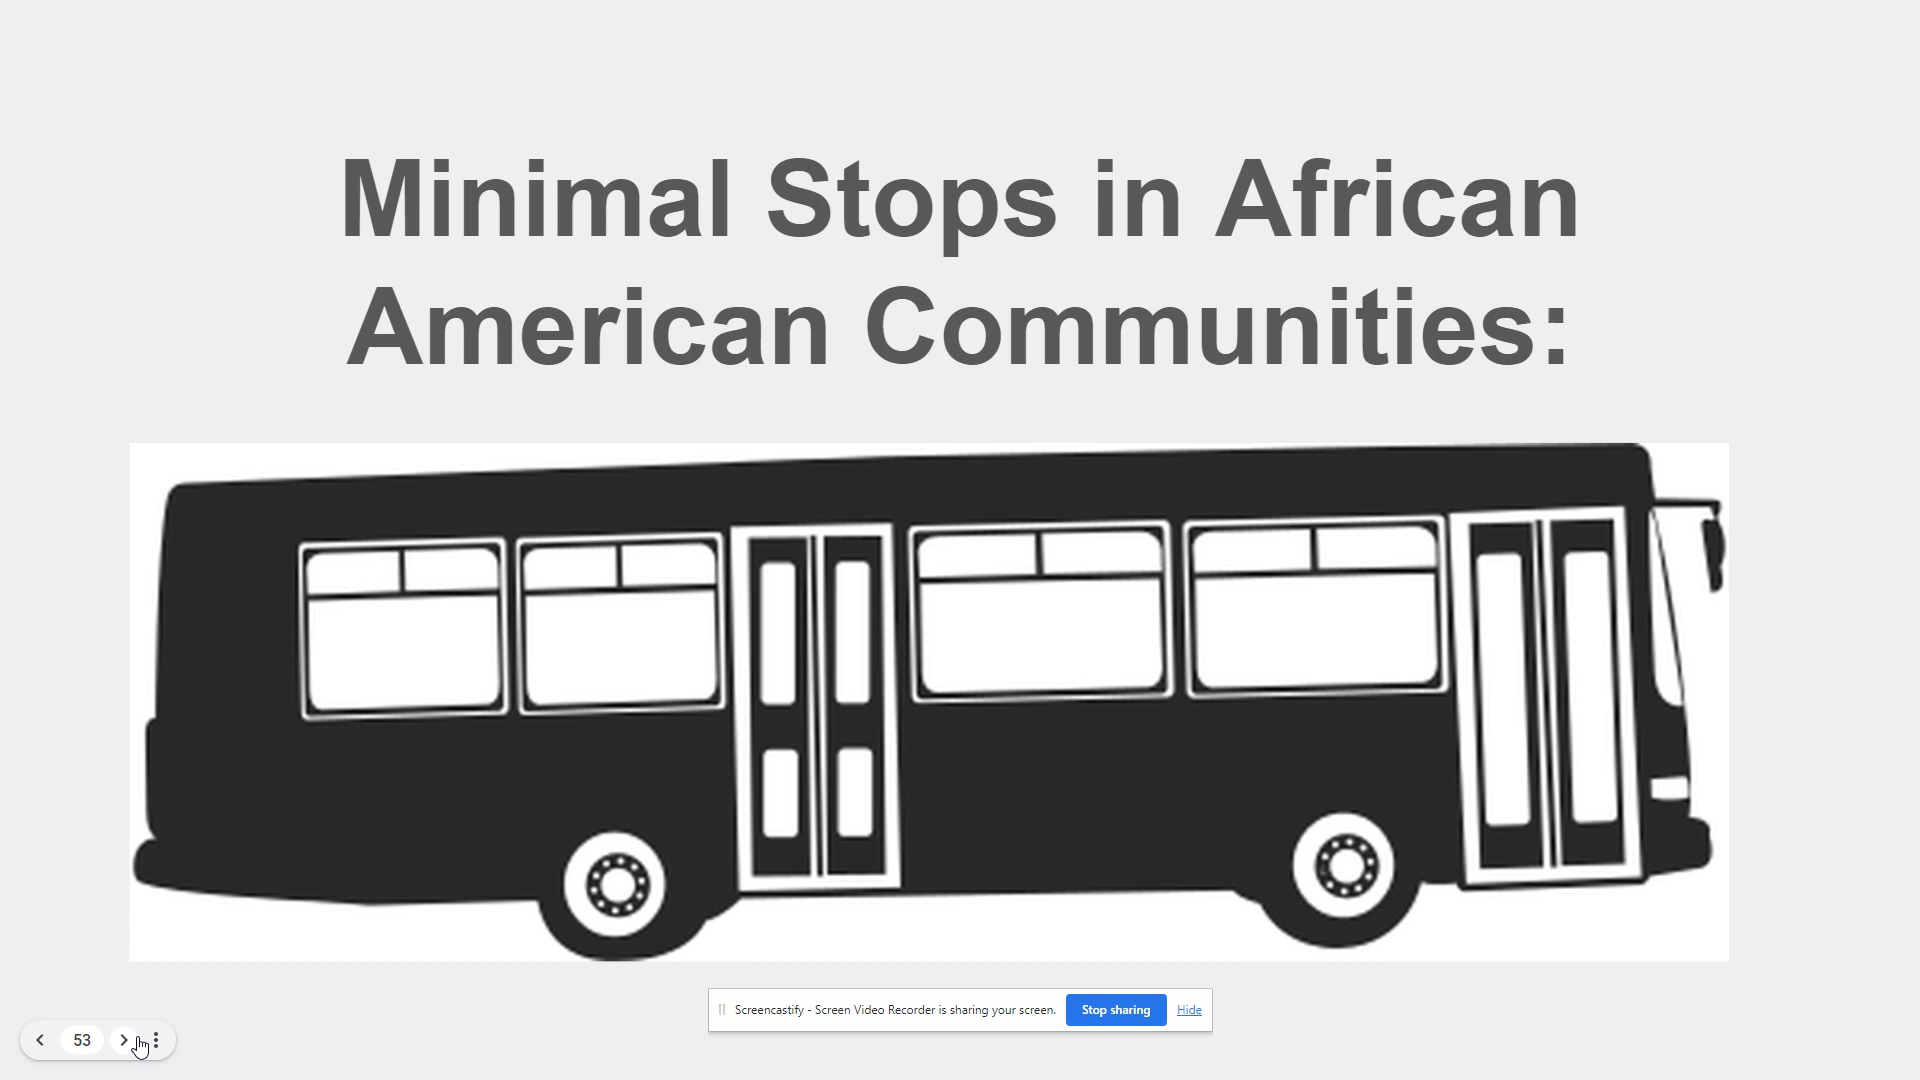 Minimal Stops in African
American Communities:
Screencastify - Screen Video Recorder is sharing your screen. Stop sharing Hide
53